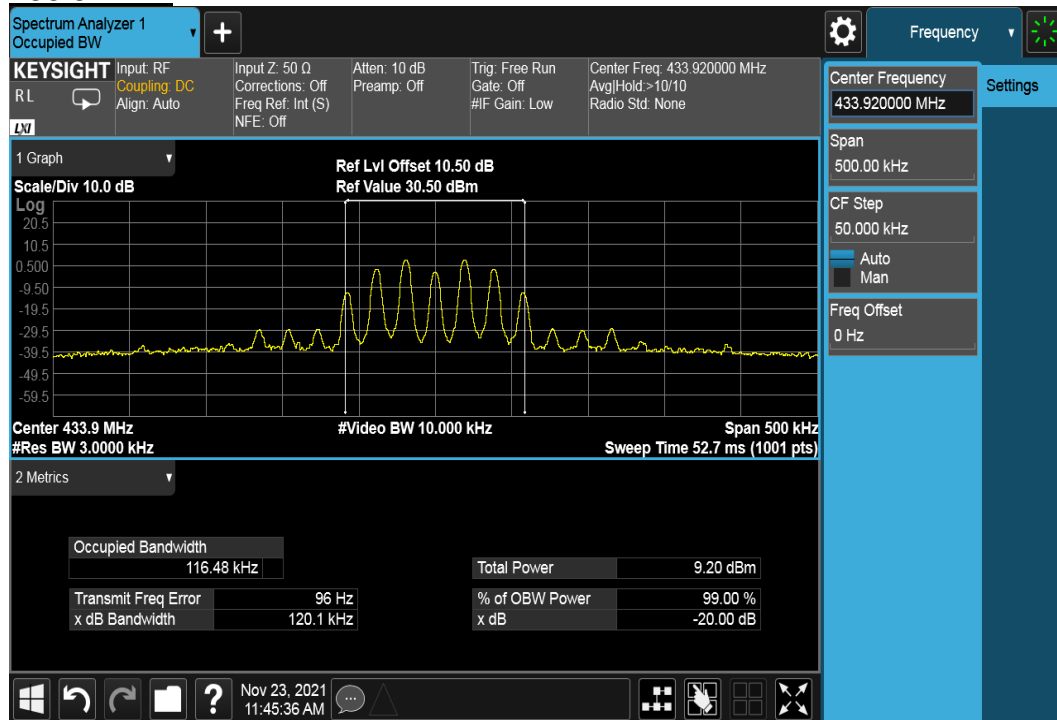 Spectrum Analyzer 1
Occupied BW
Frequency
KEYSIGHT
R L
LXI
Input: RF
Coupling: DC
Align: Auto
Input Z: 50 Ω
Corrections: Off
Freq Ref: Int (S)
NFE: Off
Atten: 10 dB
Preamp: Off
Trig: Free Run
Gate: Off
#IF Gain: Low
Center Freq: 433.920000 MHz
Avg|Hold:>10/10
Radio Std: None
Center Frequency
433.920000 MHz
Settings
Span
500.00 kHz
CF Step
50.000 kHz
Auto
Man
Freq Offset
0 Hz
1 Graph
Scale/Div 10.0 dB
Ref Lvl Offset 10.50 dB
Ref Value 30.50 dBm
Log
20.5
10.5
0.500
-9.50
-19.5
-29.5
-39.5
-49.5
-59.5
Center 433.9 MHz
#Video BW 10.000 kHz
Span 500 kHz
#Res BW 3.0000 kHz
Sweep Time 52.7 ms (1001 pts)
2 Metrics
Occupied Bandwidth
116.48 kHz
Total Power 9.20 dBm
Transmit Freq Error 96 Hz
% of OBW Power 99.00 %
x dB Bandwidth 120.1 kHz
x dB -20.00 dB
?
Nov 23, 2021
11:45:36 AM